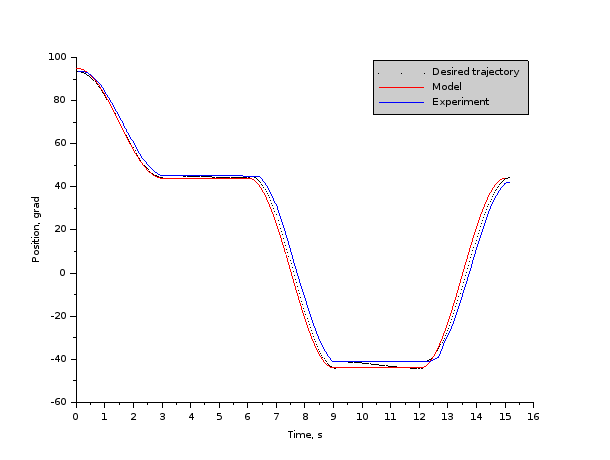 100
80
60
40
20
0
-20
-40
-60
Position, grad
Desired trajectory
Model
Experiment
0 1 2 3 4 5 6 7 8 9 10 11 12 13 14 15 16
Time, s